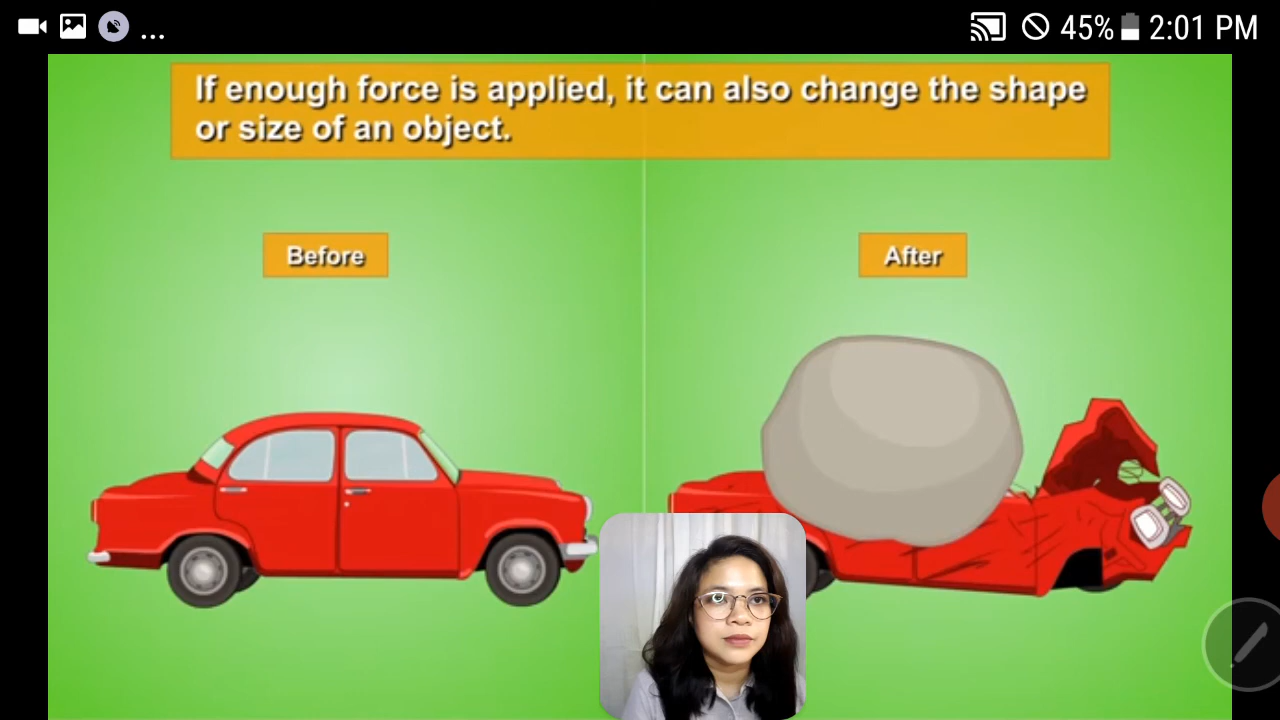 ... 45% 2:01 PM
If enough force is applied, it can also change the shape
or size of an object.
Before
After